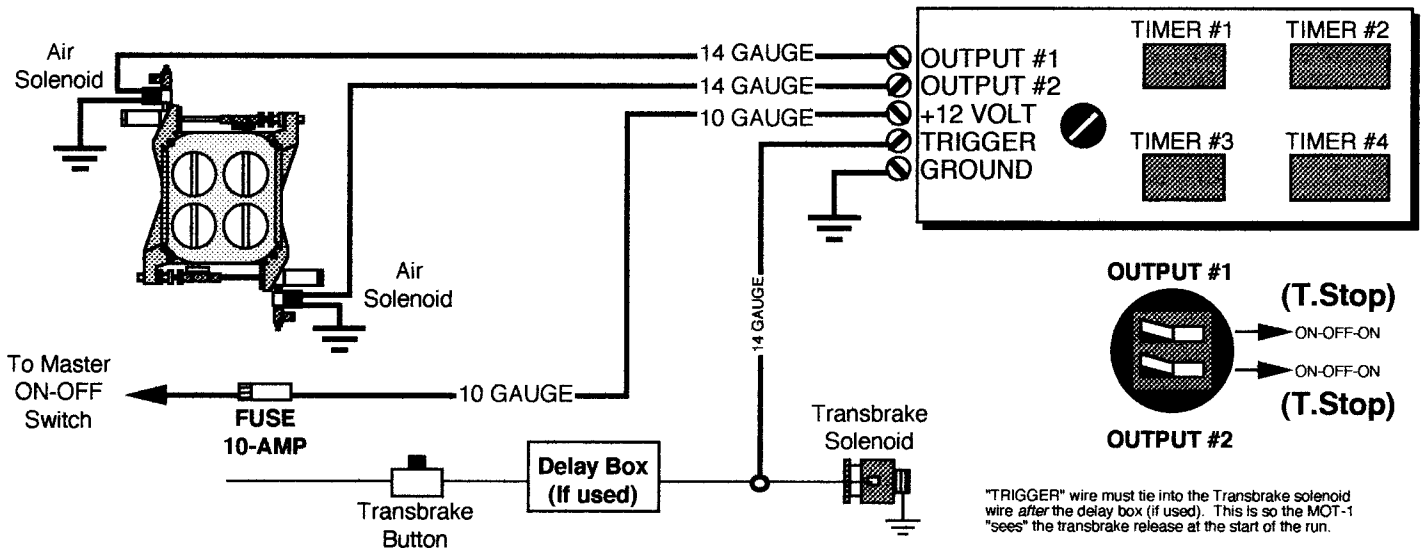 Air
Solenoid
14 GAUGE
14 GAUGE
10 GAUGE
OUTPUT #1
OUTPUT #2
+12 VOLT
TRIGGER
GROUND
TIMER #1
TIMER #2
TIMER #3
TIMER #4
Air
Solenoid
14 GAUGE
OUTPUT #1
(T.Stop)
ON-OFF-ON
ON-OFF-ON
(T.Stop)
OUTPUT #2
To Master
ON-OFF
Switch
FUSE
10-AMP
10 GAUGE
Transbrake
Solenoid
Delay Box
(If used)
Transbrake
Button
"TRIGGER" wire must tie into the Transbrake solenoid
wire after the delay box (if used). This is so the MOT-1
"sees" the transbrake release at the start of the run.